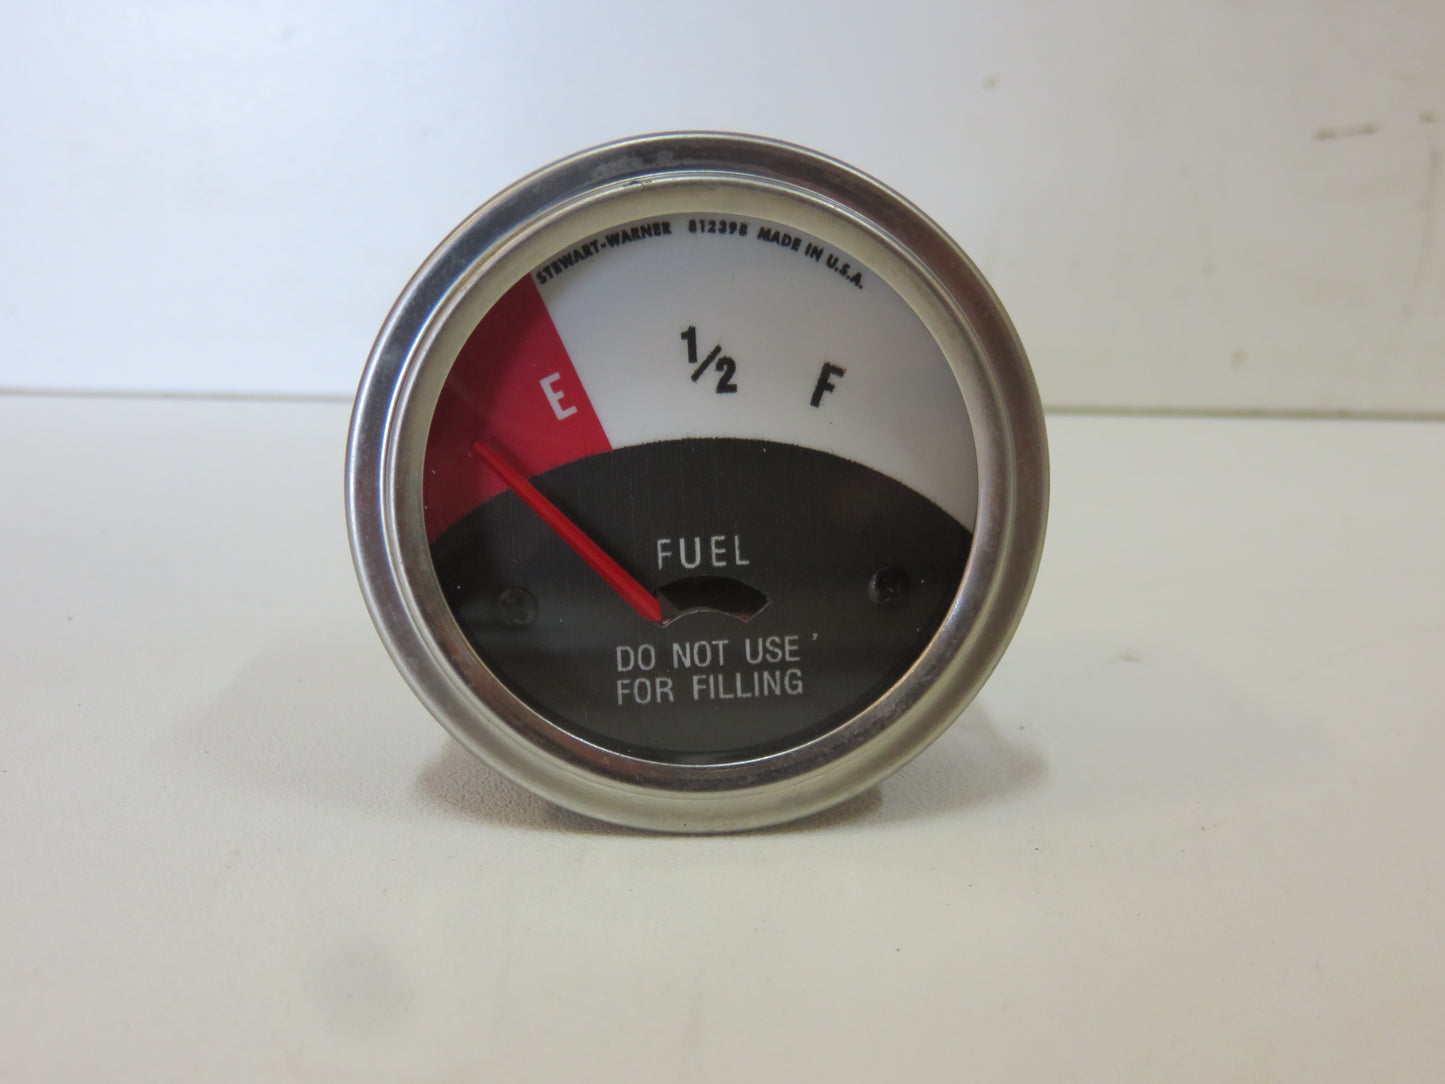 STEWART-WARNER 812398 MADE IN U.S.A.
E 1/2 F
FUEL
DO NOT USE
FOR FILLING